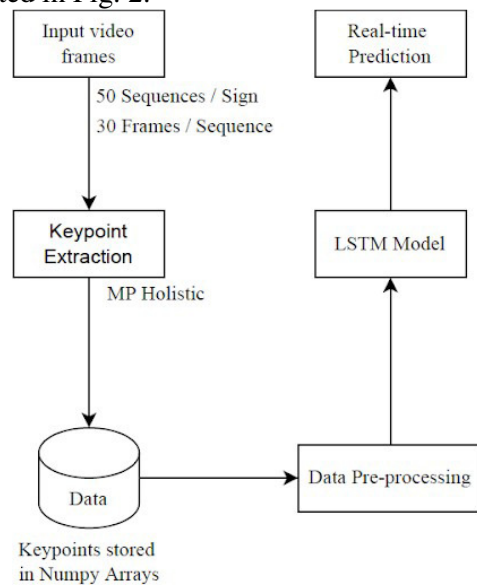 ted in Fig. 2.
Input video
frames
50 Sequences / Sign
30 Frames / Sequence
Keypoint
Extraction
MP Holistic
Data
Keypoints stored
in Numpy Arrays
Data Pre-processing
LSTM Model
Real-time
Prediction